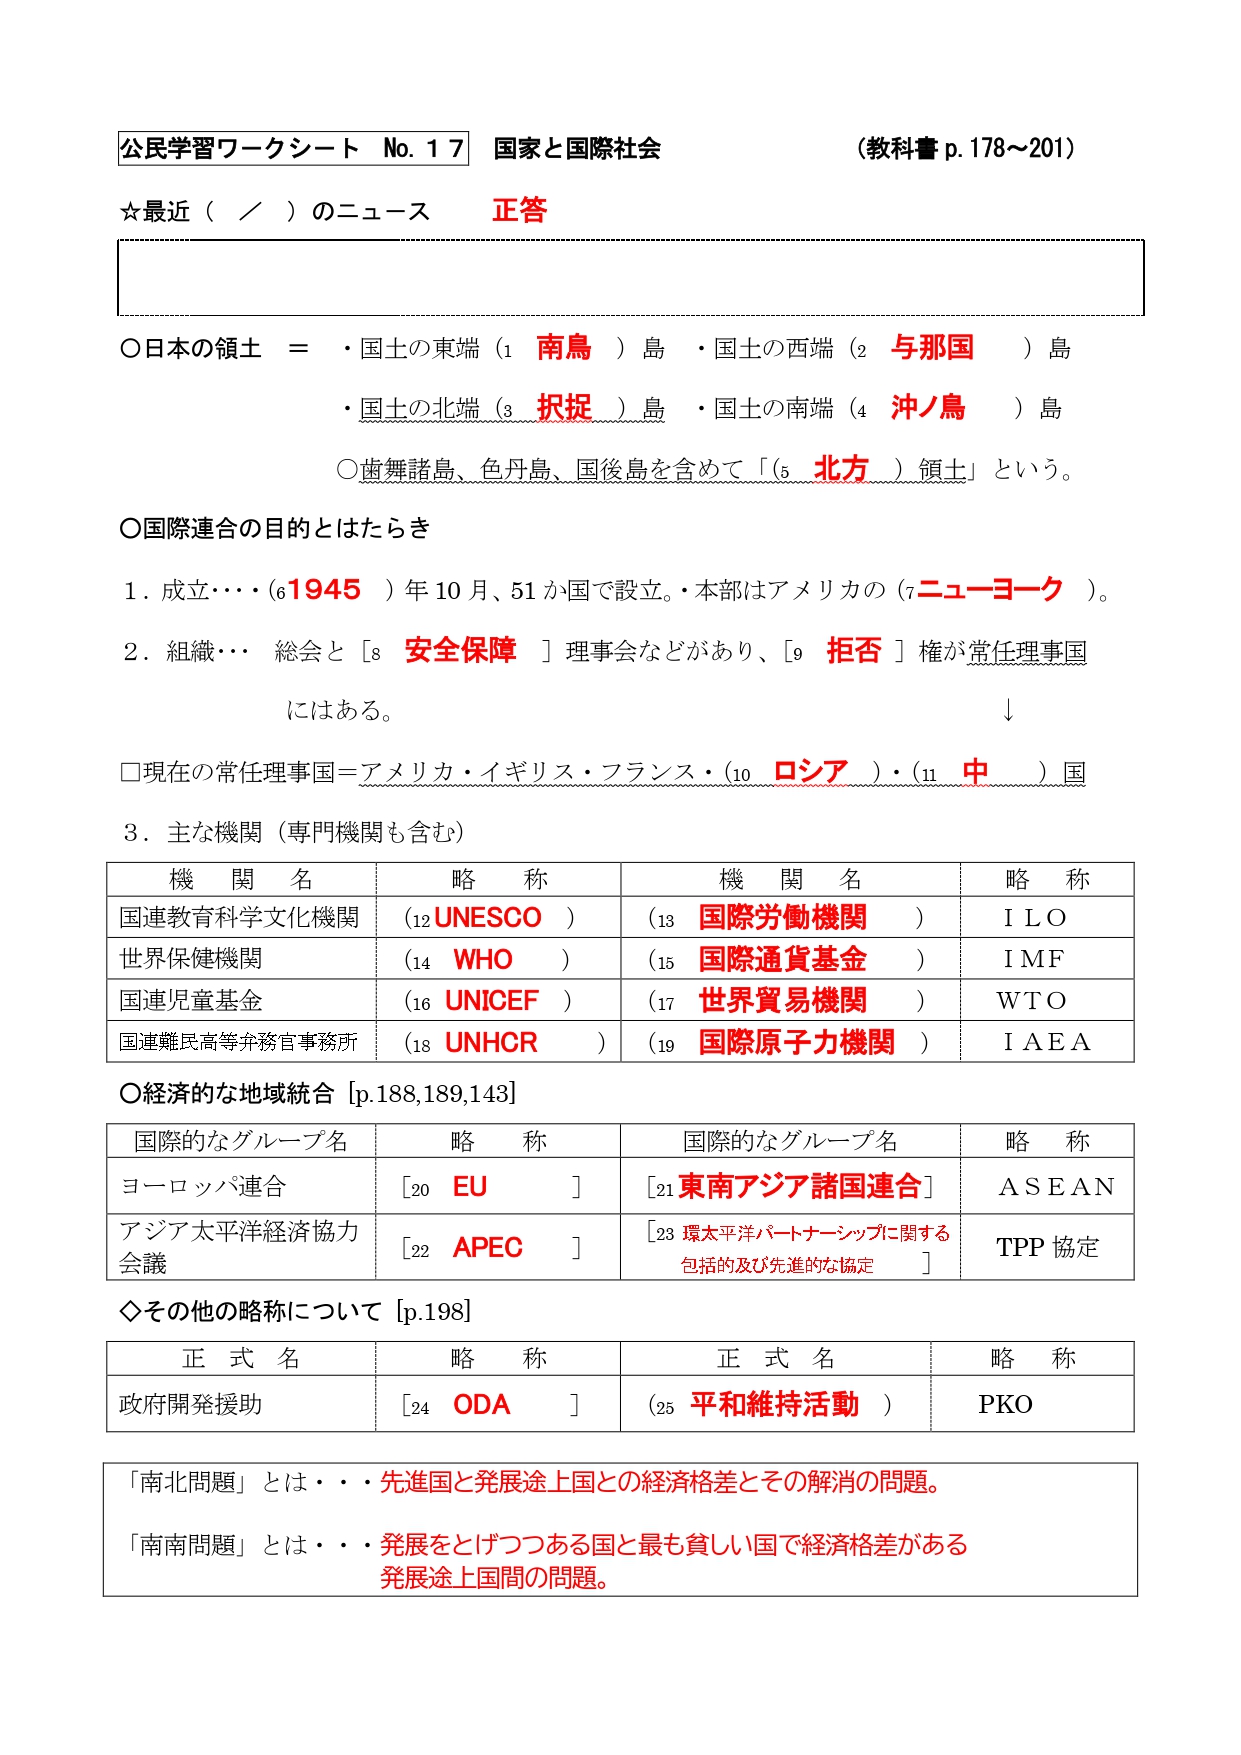 公民学習ワークシート　No.１７　国家と国際社会　（教科書 p.178～201）
☆最近（　／　）のニュース　正答
〇日本の領土　＝　・国土の東端（1　南鳥　）島　・国土の西端（2　与那国　）島
・国土の北端（3　択捉　）島　・国土の南端（4　沖ノ鳥　）島
〇歯舞諸島、色丹島、国後島を含めて「（5　北方　）領土」という。
〇国際連合の目的とはたらき
１．成立‥‥（6 1945　）年 10 月、51 か国で設立。・本部はアメリカの（7 ニューヨーク　）。
２．組織…　総会と［8　安全保障　］理事会などがあり、［9　拒否　］権が常任理事国
にはある。　↓
□現在の常任理事国＝アメリカ・イギリス・フランス・（10　ロシア　）・（11　中　）国
３．主な機関（専門機関も含む）
機　関　名　略　称　機　関　名　略　称
国連教育科学文化機関　（12 UNESCO　）　（13　国際労働機関　）　ＩＬＯ
世界保健機関　（14　WHO　）　（15　国際通貨基金　）　ＩＭＦ
国連児童基金　（16　UNICEF　）　（17　世界貿易機関　）　ＷＴＯ
国連難民高等弁務官事務所　（18　UNHCR　）　（19　国際原子力機関　）　ＩＡＥＡ
〇経済的な地域統合［p.188,189,143］
国際的なグループ名　略　称　国際的なグループ名　略　称
ヨーロッパ連合　［20　EU　］　［21 東南アジア諸国連合］　ＡＳＥＡＮ
アジア太平洋経済協力
会議　［22　APEC　］　［23 環太平洋パートナーシップに関する
包括的及び先進的な協定　］　TPP 協定
◇その他の略称について［p.198］
正　式　名　略　称　正　式　名　略　称
政府開発援助　［24　ODA　］　（25　平和維持活動　）　PKO
「南北問題」とは・・・先進国と発展途上国との経済格差とその解消の問題。
「南南問題」とは・・・発展をとげつつある国と最も貧しい国で経済格差がある
発展途上国間の問題。